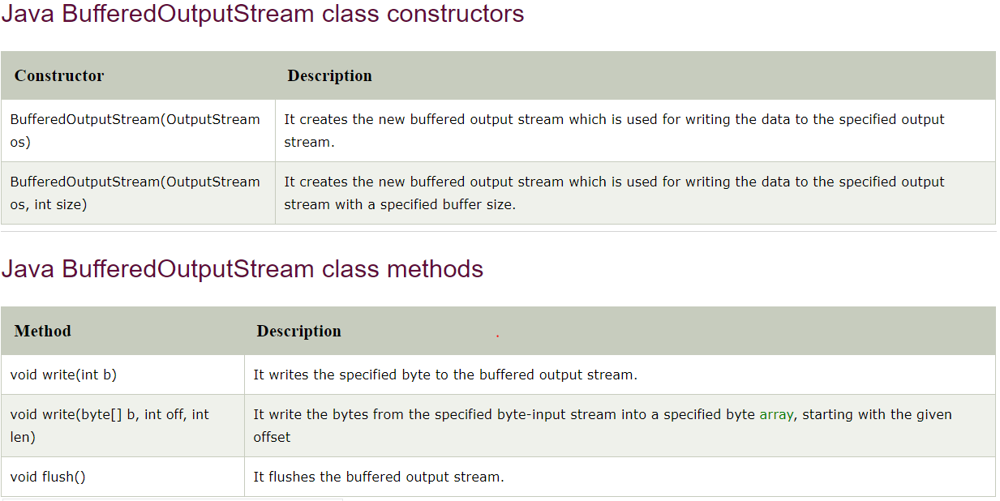 Java BufferedOutputStream class constructors
Constructor Description
BufferedOutputStream(OutputStream It creates the new buffered output stream which is used for writing the data to the specified output
os) stream.
BufferedOutputStream(OutputStream It creates the new buffered output stream which is used for writing the data to the specified output
os, int size) stream with a specified buffer size.
Java BufferedOutputStream class methods
Method Description
void write(int b) It writes the specified byte to the buffered output stream.
void write(byte[] b, int off, int It write the bytes from the specified byte-input stream into a specified byte array, starting with the given
len) offset
void flush() It flushes the buffered output stream.